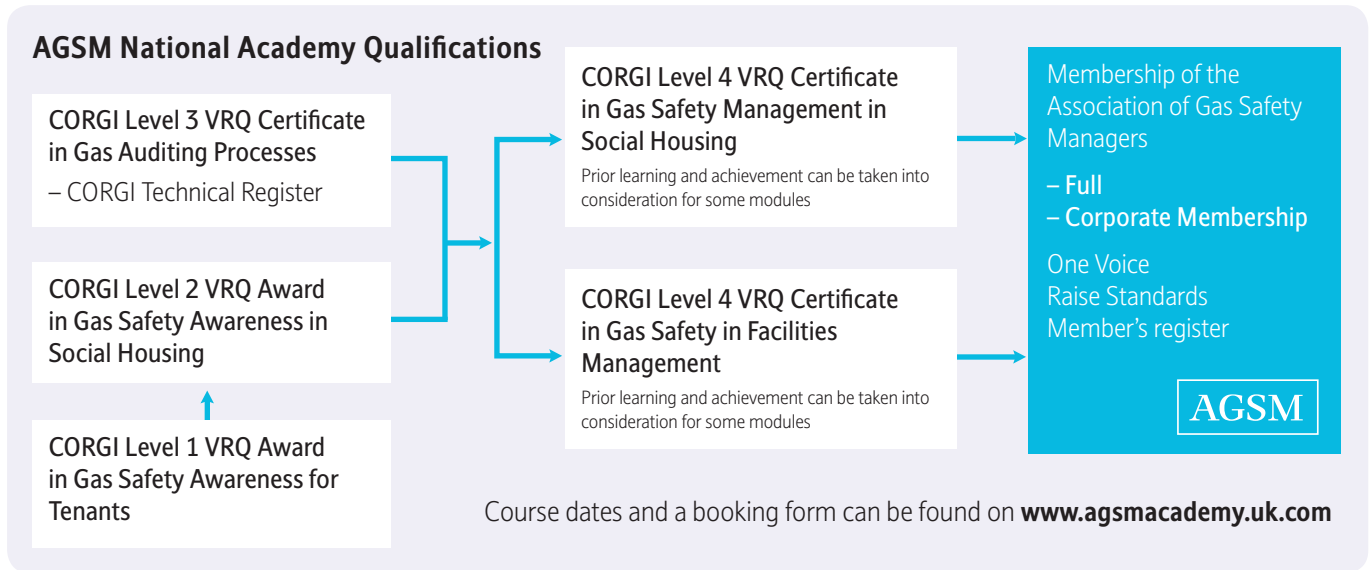 AGSM National Academy Qualifications
CORGI Level 3 VRQ Certificate
in Gas Auditing Processes
– CORGI Technical Register
CORGI Level 2 VRQ Award
in Gas Safety Awareness in
Social Housing
CORGI Level 1 VRQ Award
in Gas Safety Awareness for
Tenants
CORGI Level 4 VRQ Certificate
in Gas Safety Management in
Social Housing
Prior learning and achievement can be taken into
consideration for some modules
CORGI Level 4 VRQ Certificate
in Gas Safety in Facilities
Management
Prior learning and achievement can be taken into
consideration for some modules
Membership of the
Association of Gas Safety
Managers
– Full
– Corporate Membership
One Voice
Raise Standards
Member’s register
AGSM
Course dates and a booking form can be found on www.agsmacademy.uk.com